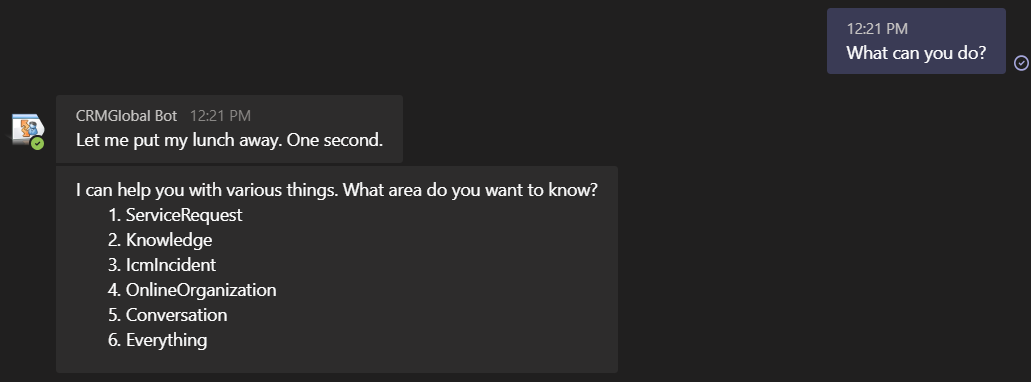 12:21 PM
What can you do?
CRMGlobal Bot 12:21 PM
Let me put my lunch away. One second.
I can help you with various things. What area do you want to know?
1. ServiceRequest
2. Knowledge
3. IcmIncident
4. OnlineOrganization
5. Conversation
6. Everything